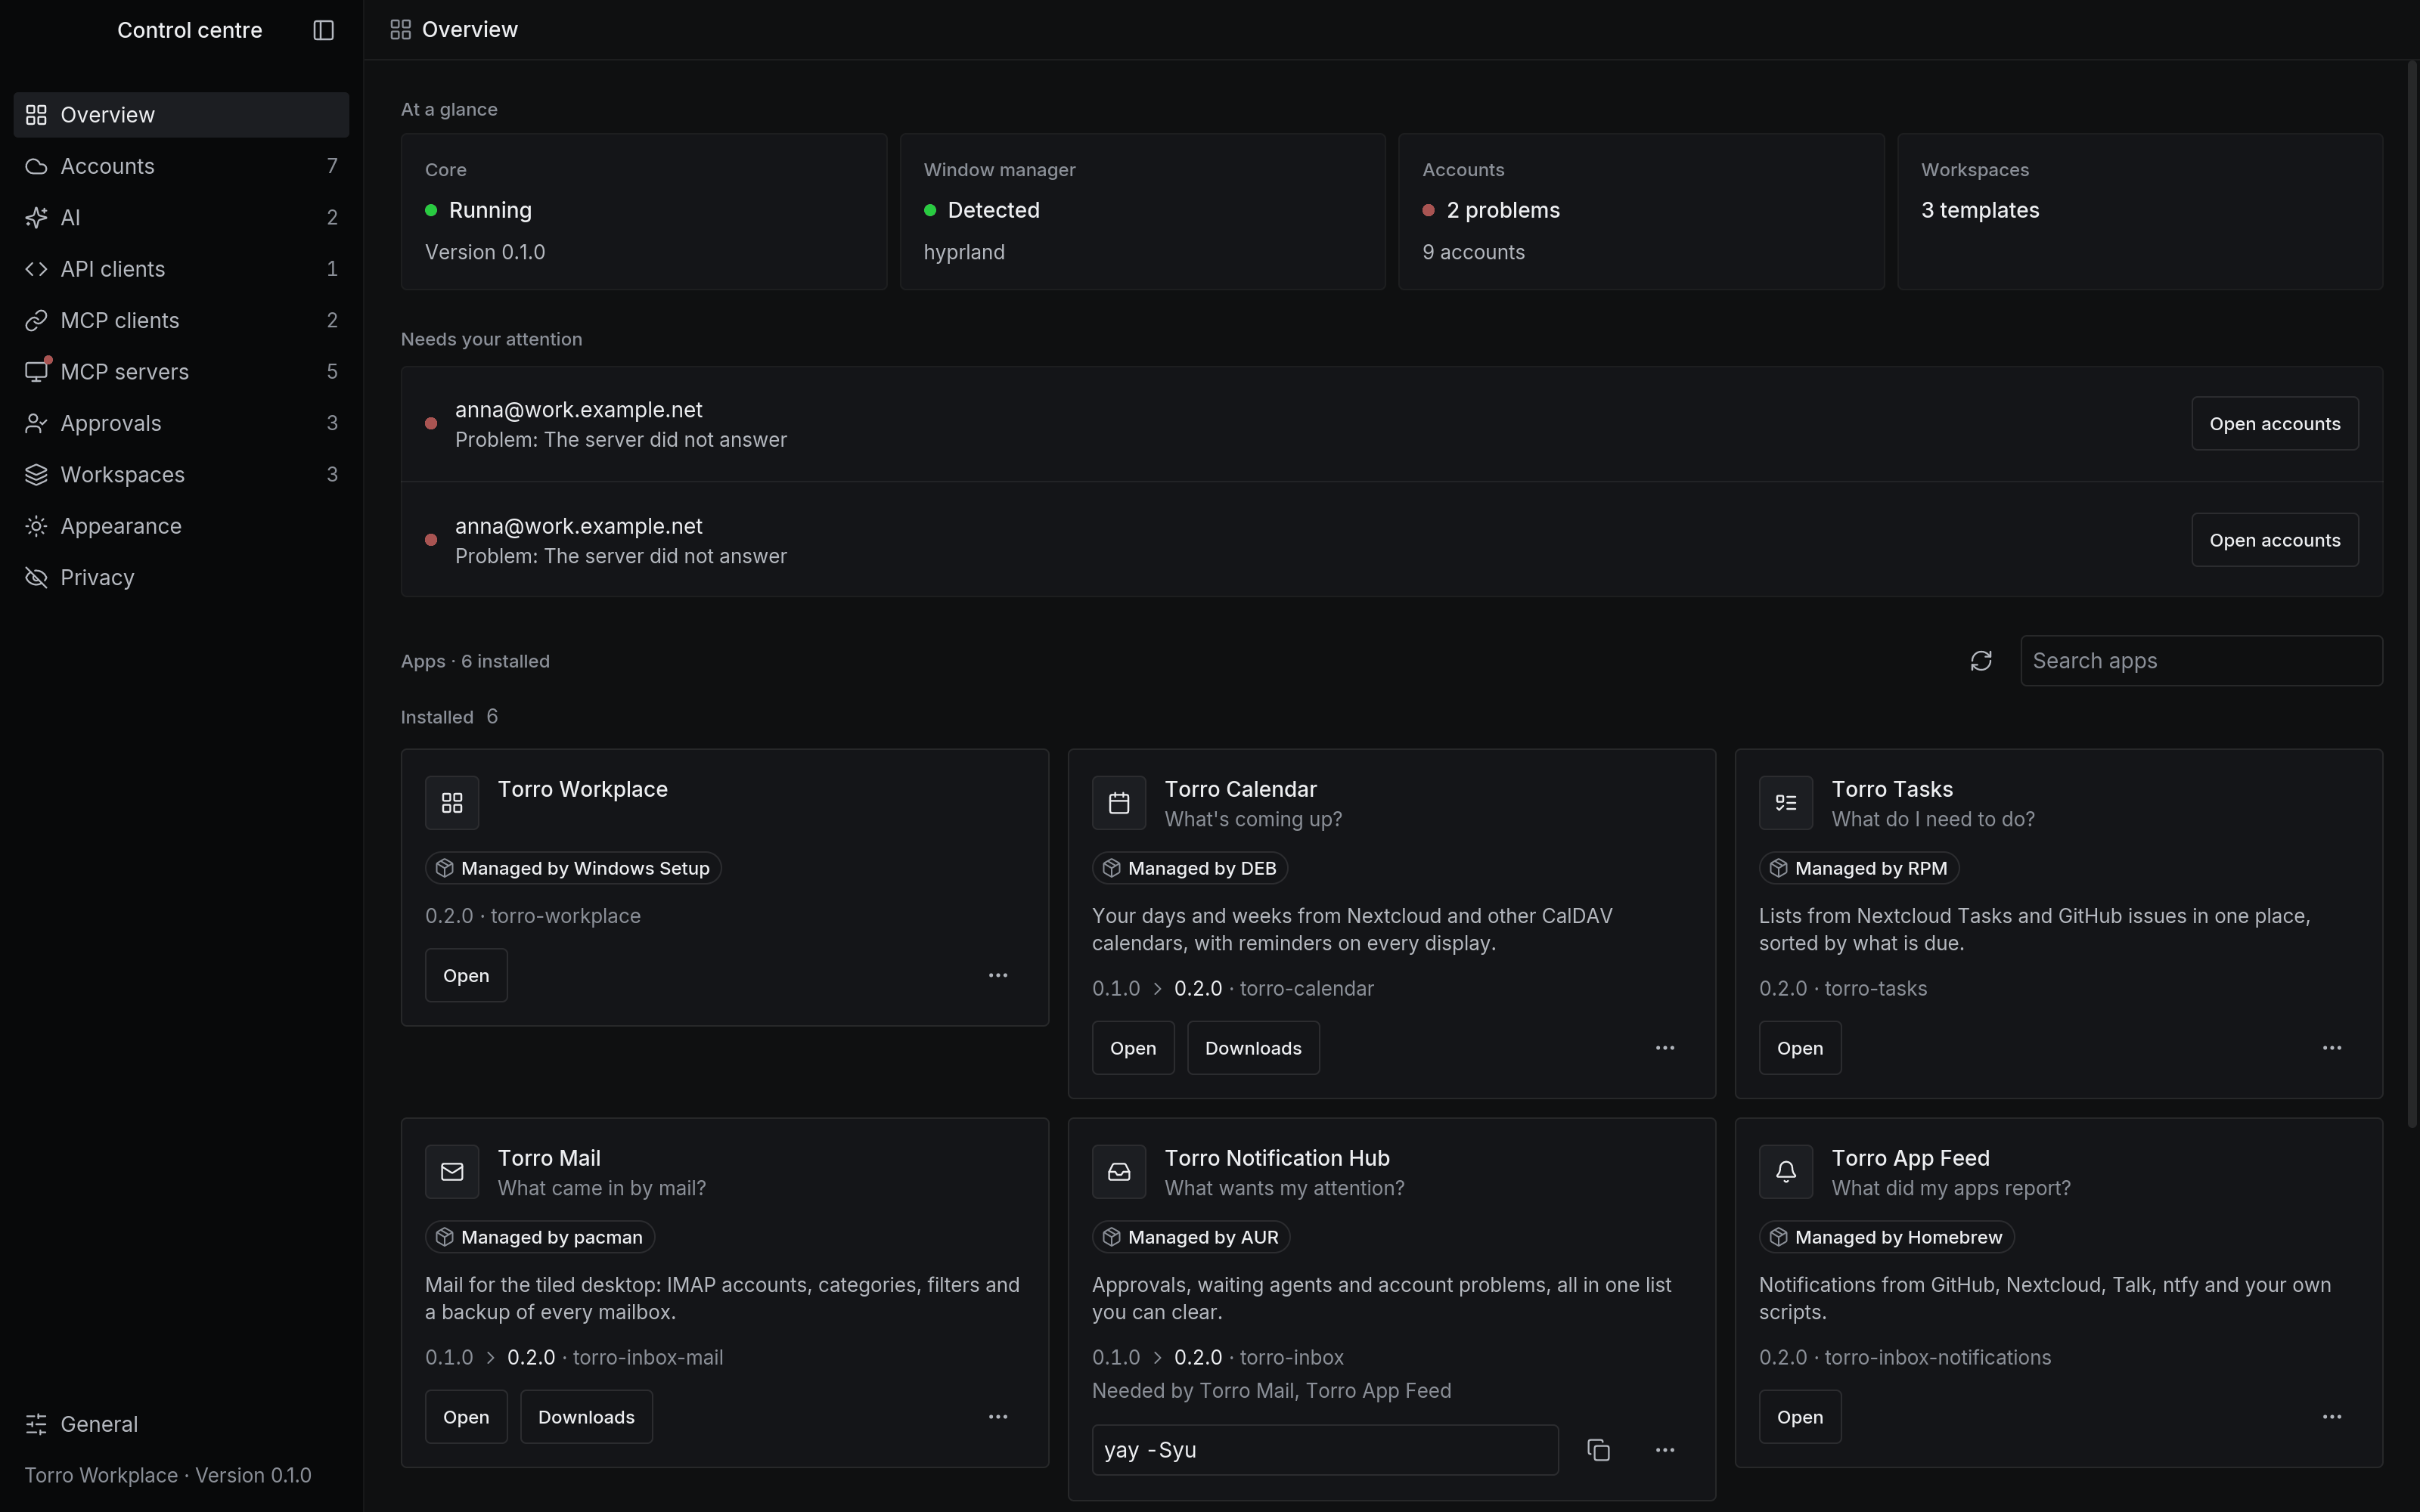 Control centre
Overview
Accounts 7
AI 2
API clients 1
MCP clients 2
MCP servers 5
Approvals 3
Workspaces 3
Appearance
Privacy
General
Torro Workplace · Version 0.1.0
Overview
At a glance
Core
Running
Version 0.1.0
Window manager
Detected
hyprland
Accounts
2 problems
9 accounts
Workspaces
3 templates
Needs your attention
anna@work.example.net
Problem: The server did not answer
Open accounts
anna@work.example.net
Problem: The server did not answer
Open accounts
Apps · 6 installed
Search apps
Installed 6
Torro Workplace
Managed by Windows Setup
0.2.0 · torro-workplace
Open
Torro Calendar
What's coming up?
Managed by DEB
Your days and weeks from Nextcloud and other CalDAV
calendars, with reminders on every display.
0.1.0 > 0.2.0 · torro-calendar
Open Downloads
Torro Tasks
What do I need to do?
Managed by RPM
Lists from Nextcloud Tasks and GitHub issues in one place,
sorted by what is due.
0.2.0 · torro-tasks
Open
Torro Mail
What came in by mail?
Managed by pacman
Mail for the tiled desktop: IMAP accounts, categories, filters and
a backup of every mailbox.
0.1.0 > 0.2.0 · torro-inbox-mail
Open Downloads
Torro Notification Hub
What wants my attention?
Managed by AUR
Approvals, waiting agents and account problems, all in one list
you can clear.
0.1.0 > 0.2.0 · torro-inbox
Needed by Torro Mail, Torro App Feed
yay -Syu
Torro App Feed
What did my apps report?
Managed by Homebrew
Notifications from GitHub, Nextcloud, Talk, ntfy and your own
scripts.
0.2.0 · torro-inbox-notifications
Open